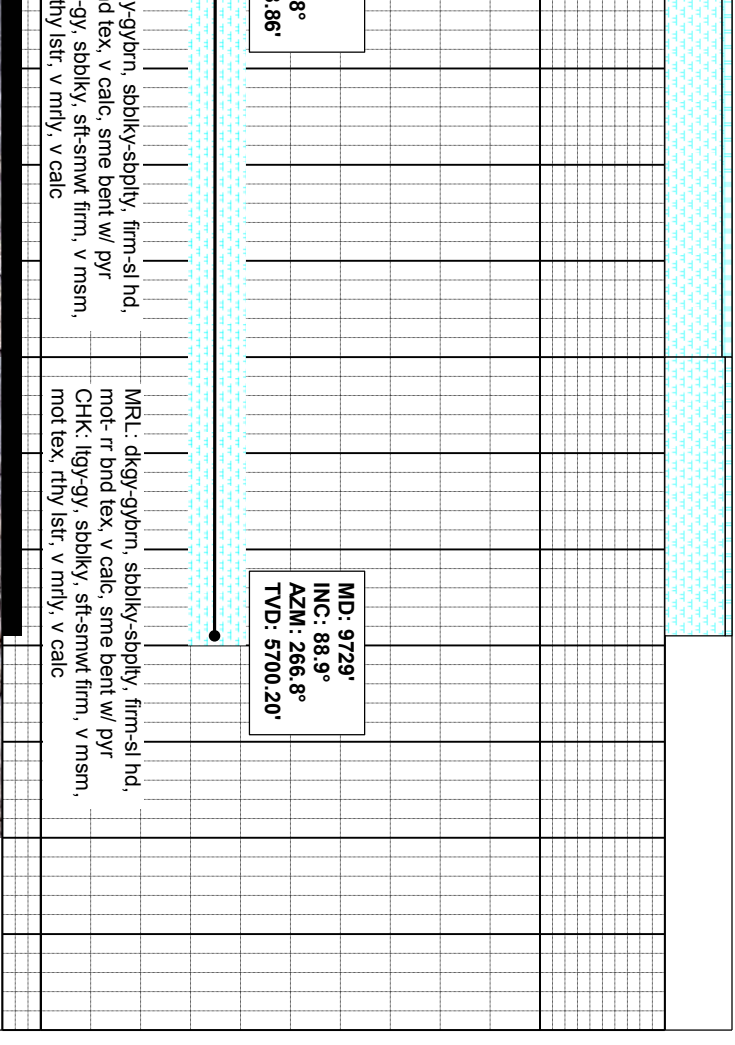 8°
.86'
y-gybrn, sbblky-sbplty, firm-sl hd,
nd tex, v calc, sme bent w/ pyr
-gy, sbblky, sft-smwt firm, v msm,
thy lstr, v mrly, v calc
MD: 9729'
INC: 88.9°
AZM: 266.8°
TVD: 5700.20'
MRL: dkgy-gybrn, sbblky-sbplty, firm-sl hd,
mot- rr bnd tex, v calc, sme bent w/ pyr
CHK: ltgy-gy, sbblky, sft-smwt firm, v msm,
mot tex, rthy lstr, v mrly, v calc